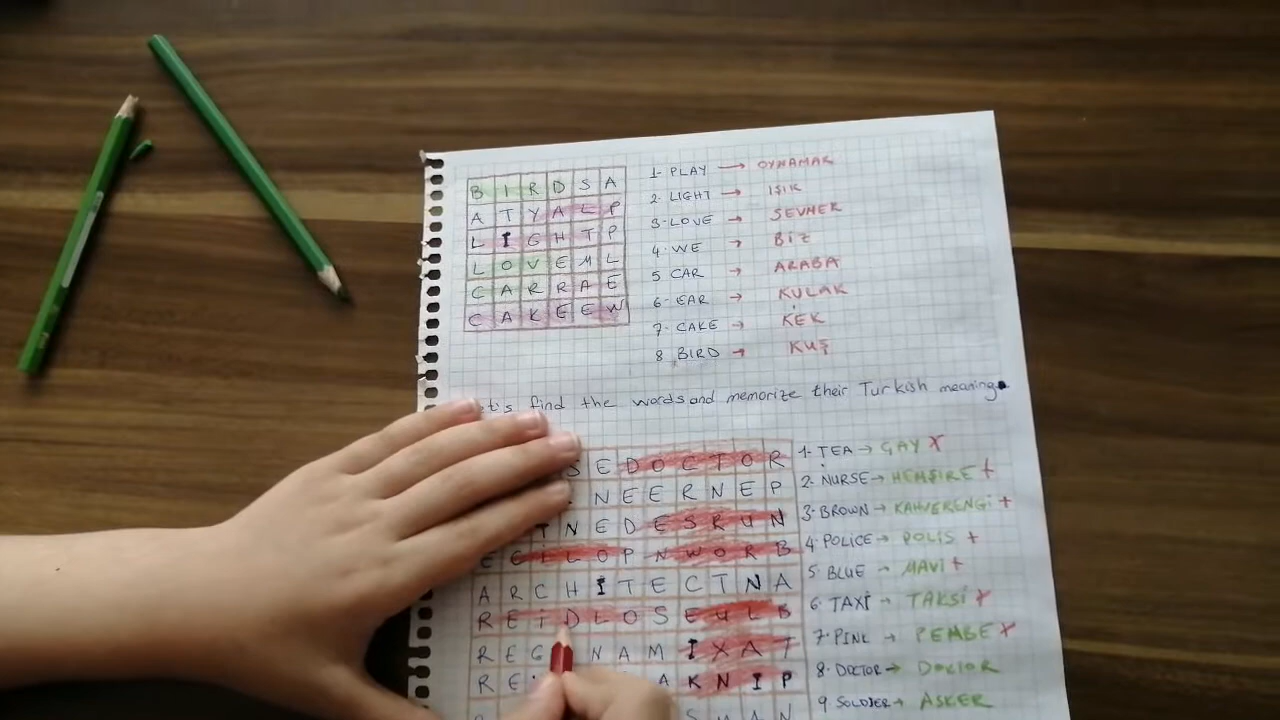 B I R D S A
A T Y A L P
L I G H T P
L O V E M L
C A R R A E
C A K E E W
1- PLAY → OYNAMAK
2- LIGHT → IŞIK
3- LOVE → SEVMEK
4- WE → BİZ
5 CAR → ARABA
6- EAR → KULAK
7- CAKE → KEK
8 BIRD → KUŞ
find the words and memorize their Turkish meaning
S E D O C T O R
N E E R N E P
T N E D E S R U N
E C İ L O P N W O R B
A R C H I T E C T N A
R E İ D L O S E U L B
R E G N A M I X A T
R E A K N I P
S M A N
1- TEA → ÇAY X
2- NURSE → HEMŞİRE +
3- BROWN → KAHVERENGİ +
4- POLICE → POLİS +
5- BLUE → MAVİ +
6- TAXİ → TAKSİ X
7- PINK → PEMBE X
8- DOCTOR → DOKTOR
9 SOLDIER → ASKER